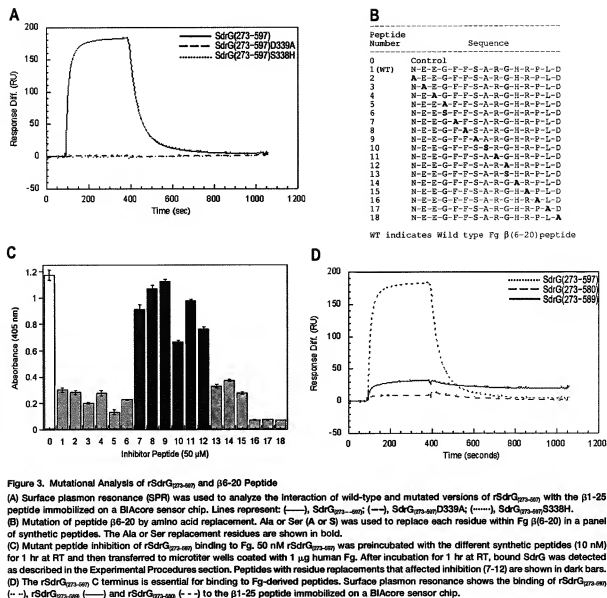 A
200
150
100
50
0
-50
Response Diff. (RU)
SdrG(273-597)
SdrG(273-597)D339A
SdrG(273-597)S338H
0 200 400 600 800 1000 1200
Time (sec)
B
Peptide
Number Sequence
0 Control
1 (WT) N-E-E-G-F-F-S-A-R-G-H-R-P-L-D
2 A-E-E-G-F-F-S-A-R-G-H-R-P-L-D
3 N-A-E-G-F-F-S-A-R-G-H-R-P-L-D
4 N-E-A-G-F-F-S-A-R-G-H-R-P-L-D
5 N-E-E-A-F-F-S-A-R-G-H-R-P-L-D
6 N-E-E-S-F-F-S-A-R-G-H-R-P-L-D
7 N-E-E-G-A-F-S-A-R-G-H-R-P-L-D
8 N-E-E-G-F-A-S-A-R-G-H-R-P-L-D
9 N-E-E-G-F-F-A-A-R-G-H-R-P-L-D
10 N-E-E-G-F-F-S-S-R-G-H-R-P-L-D
11 N-E-E-G-F-F-S-A-A-G-H-R-P-L-D
12 N-E-E-G-F-F-S-A-R-A-H-R-P-L-D
13 N-E-E-G-F-F-S-A-R-S-H-R-P-L-D
14 N-E-E-G-F-F-S-A-R-G-A-R-P-L-D
15 N-E-E-G-F-F-S-A-R-G-H-A-P-L-D
16 N-E-E-G-F-F-S-A-R-G-H-R-A-L-D
17 N-E-E-G-F-F-S-A-R-G-H-R-P-A-D
18 N-E-E-G-F-F-S-A-R-G-H-R-P-L-A
WT indicates Wild type Fg β(6-20)peptide
C
Absorbance (405 nm)
1.2
1.0
0.8
0.6
0.4
0.2
0
0 1 2 3 4 5 6 7 8 9 10 11 12 13 14 15 16 17 18
Inhibitor Peptide (50 μM)
D
200
150
100
50
0
-50
Response Diff. (RU)
SdrG(273-597)
SdrG(273-580)
SdrG(273-589)
0 200 400 600 800 1000 1200
Time (seconds)
Figure 3. Mutational Analysis of rSdrG(273-597) and β6-20 Peptide
(A) Surface plasmon resonance (SPR) was used to analyze the interaction of wild-type and mutated versions of rSdrG(273-597) with the β1-25
peptide immobilized on a BIAcore sensor chip. Lines represent: (——), SdrG(273-597); (– –), SdrG(273-597)D339A; (·······), SdrG(273-597)S338H.
(B) Mutation of peptide β6-20 by amino acid replacement. Ala or Ser (A or S) was used to replace each residue within Fg β(6-20) in a panel
of synthetic peptides. The Ala or Ser replacement residues are shown in bold.
(C) Mutant peptide inhibition of rSdrG(273-597) binding to Fg. 50 nM rSdrG(273-597) was preincubated with the different synthetic peptides (10 nM)
for 1 hr at RT and then transferred to microtiter wells coated with 1 μg human Fg. After incubation for 1 hr at RT, bound SdrG was detected
as described in the Experimental Procedures section. Peptides with residue replacements that affected inhibition (7-12) are shown in dark bars.
(D) The rSdrG(273-597) C terminus is essential for binding to Fg-derived peptides. Surface plasmon resonance shows the binding of rSdrG(273-597)
(·· ··), rSdrG(273-589) (——) and rSdrG(273-580) (- - -) to the β1-25 peptide immobilized on a BIAcore sensor chip.